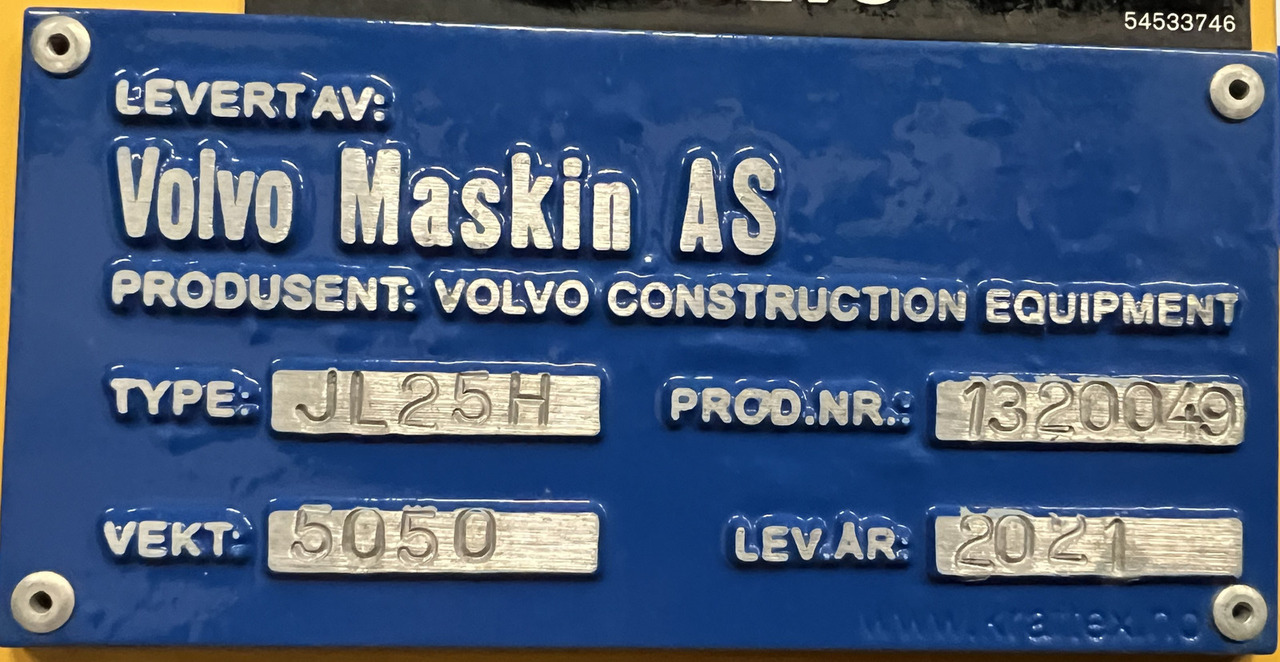 54533746
LEVERT AV:
Volvo Maskin AS
PRODUSENT: VOLVO CONSTRUCTION EQUIPMENT
TYPE: JL25H PROD.NR.: 1320049
VEKT: 5050 LEV.ÅR: 2021